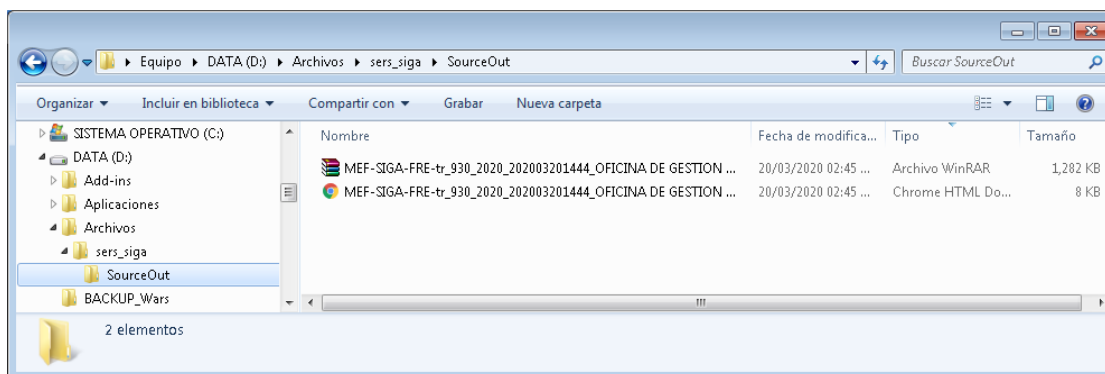 Equipo DATA (D:) Archivos sers_siga SourceOut Buscar SourceOut
Organizar Incluir en biblioteca Compartir con Grabar Nueva carpeta
SISTEMA OPERATIVO (C:)
DATA (D:)
Add-ins
Aplicaciones
Archivos
sers_siga
SourceOut
BACKUP_Wars
Nombre Fecha de modifica... Tipo Tamaño
MEF-SIGA-FRE-tr_930_2020_202003201444_OFICINA DE GESTION ... 20/03/2020 02:45 ... Archivo WinRAR 1,282 KB
MEF-SIGA-FRE-tr_930_2020_202003201444_OFICINA DE GESTION ... 20/03/2020 02:45 ... Chrome HTML Do... 8 KB
2 elementos